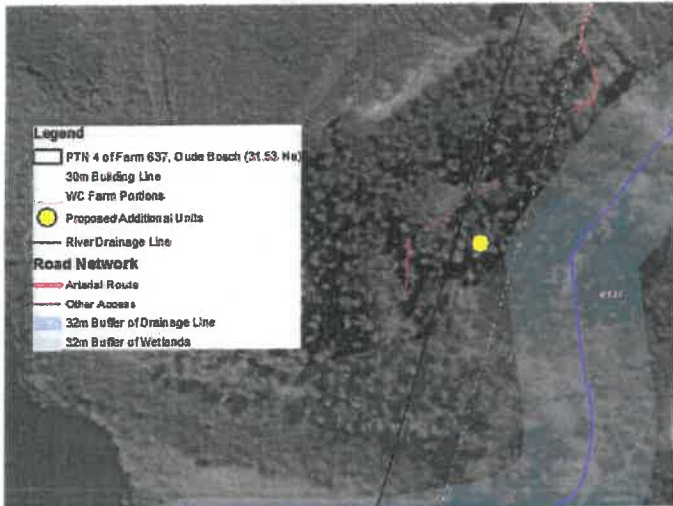 Legend
PTN 4 of Farm 637, Oude Bosch (31.53 Ha)
30m Building Line
WC Farm Portions
Proposed Additional Units
River Drainage Line
Road Network
Arterial Route
Other Access
32m Buffer of Drainage Line
32m Buffer of Wetlands